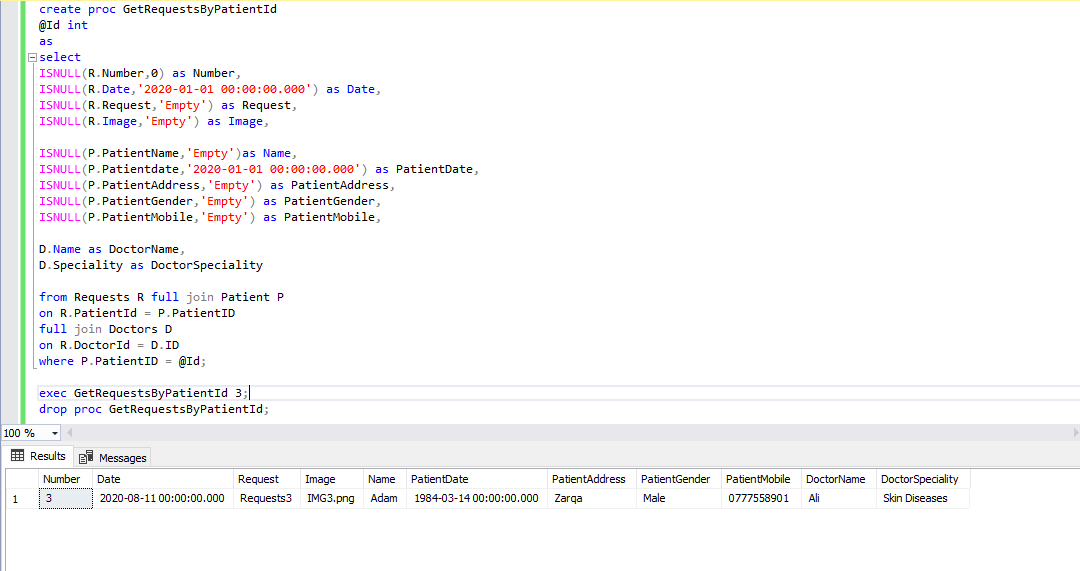 create proc GetRequestsByPatientId
@Id int
as
select
ISNULL(R.Number,0) as Number,
ISNULL(R.Date,'2020-01-01 00:00:00.000') as Date,
ISNULL(R.Request,'Empty') as Request,
ISNULL(R.Image,'Empty') as Image,
ISNULL(P.PatientName,'Empty')as Name,
ISNULL(P.Patientdate,'2020-01-01 00:00:00.000') as PatientDate,
ISNULL(P.PatientAddress,'Empty') as PatientAddress,
ISNULL(P.PatientGender,'Empty') as PatientGender,
ISNULL(P.PatientMobile,'Empty') as PatientMobile,
D.Name as DoctorName,
D.Speciality as DoctorSpeciality
from Requests R full join Patient P
on R.PatientId = P.PatientID
full join Doctors D
on R.DoctorId = D.ID
where P.PatientID = @Id;
exec GetRequestsByPatientId 3;
drop proc GetRequestsByPatientId;
100 %
Results Messages
Number Date Request Image Name PatientDate PatientAddress PatientGender PatientMobile DoctorName DoctorSpeciality
1 3 2020-08-11 00:00:00.000 Requests3 IMG3.png Adam 1984-03-14 00:00:00.000 Zarqa Male 0777558901 Ali Skin Diseases